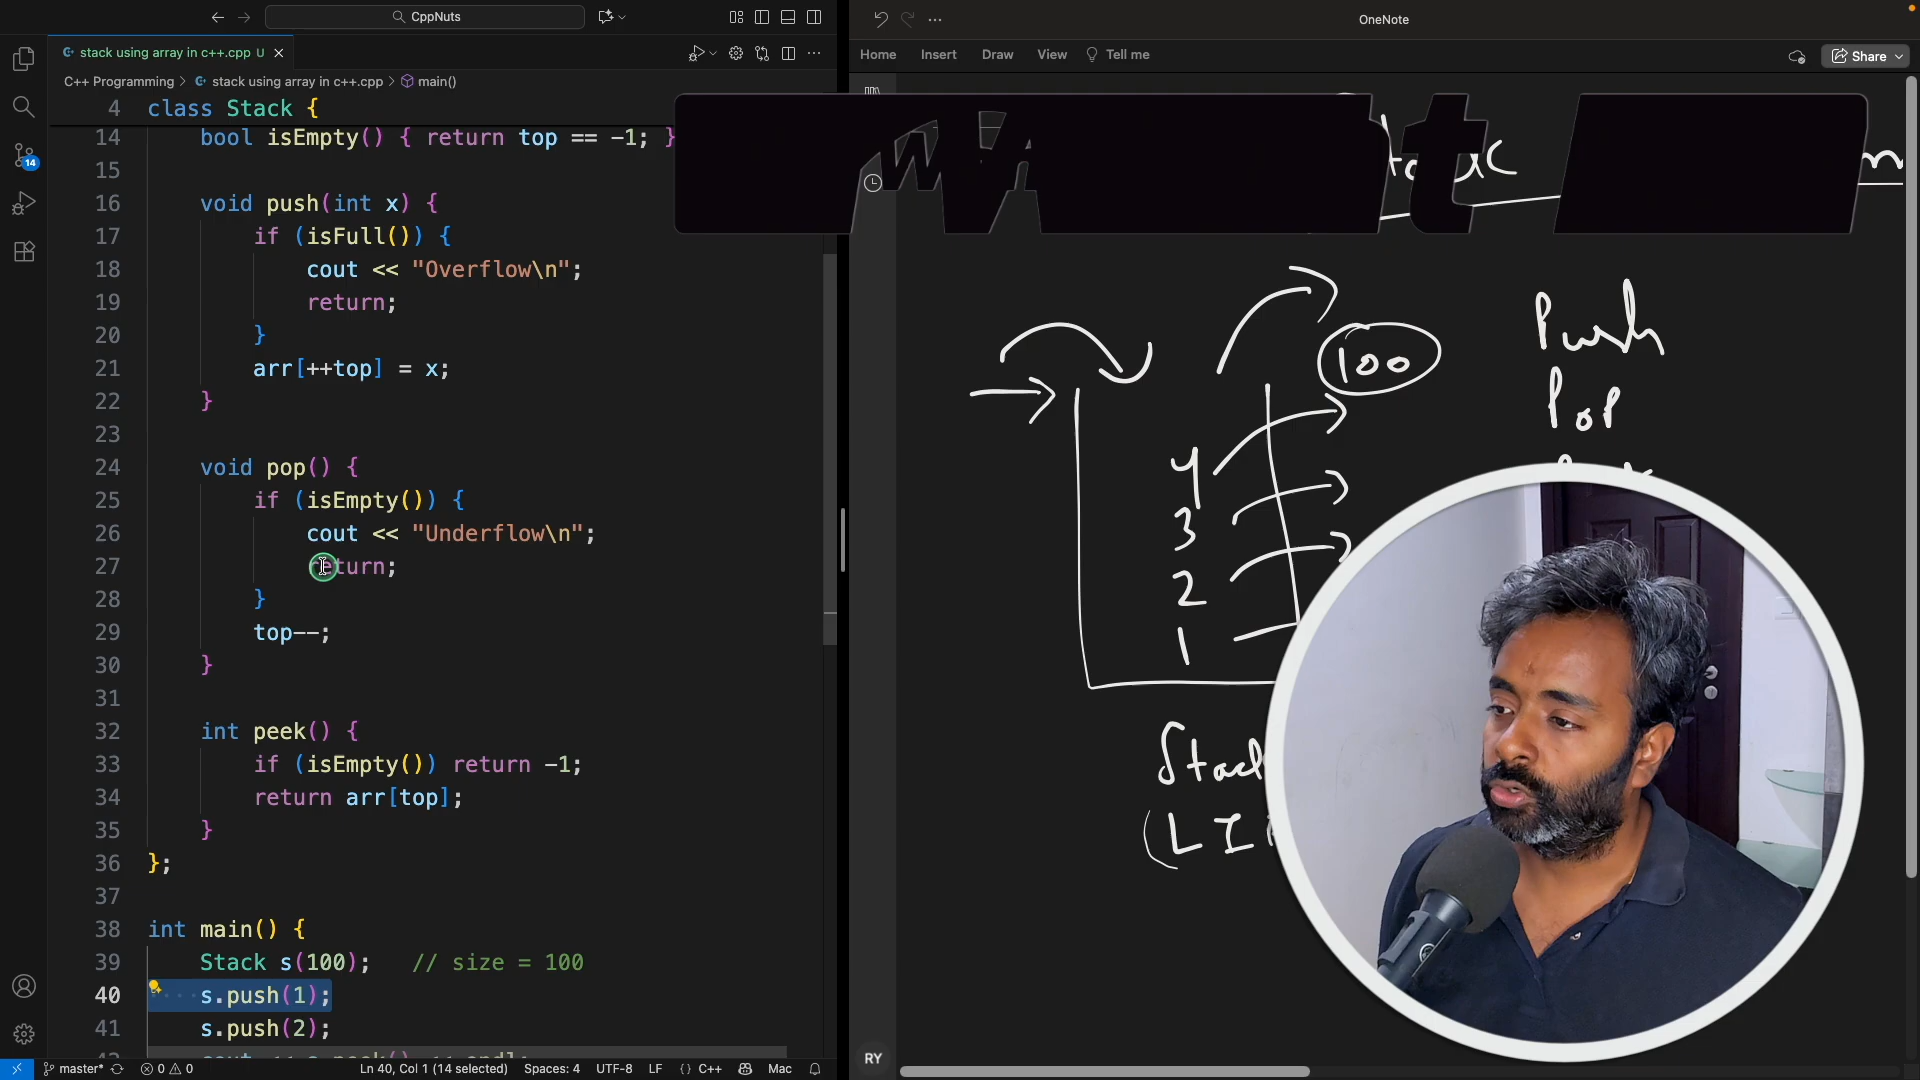 CppNuts
OneNote
stack using array in c++.cpp U
Home Insert Draw View Tell me Share
C++ Programming > stack using array in c++.cpp > main()
4 class Stack {
14 bool isEmpty() { return top == -1; }
15
16 void push(int x) {
17 if (isFull()) {
18 cout << "Overflow\n";
19 return;
20 }
21 arr[++top] = x;
22 }
23
24 void pop() {
25 if (isEmpty()) {
26 cout << "Underflow\n";
27 return;
28 }
29 top--;
30 }
31
32 int peek() {
33 if (isEmpty()) return -1;
34 return arr[top];
35 }
36 };
37
38 int main() {
39 Stack s(100); // size = 100
40 s.push(1);
41 s.push(2);
14
100
4
3
2
1
Push
Pop
Stack
(LI
RY
master* 0 0 Ln 40, Col 1 (14 selected) Spaces: 4 UTF-8 LF {} C++ Mac